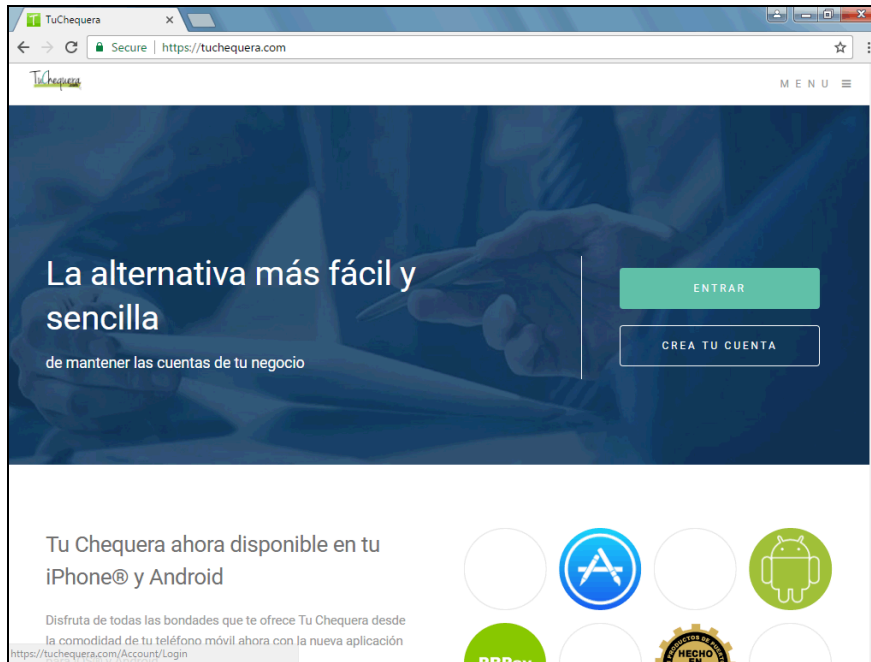 TuChequera
Secure | https://tuchequera.com
TuChequera
MENU
La alternativa más fácil y
sencilla
de mantener las cuentas de tu negocio
ENTRAR
CREA TU CUENTA
Tu Chequera ahora disponible en tu
iPhone® y Android
Disfruta de todas las bondades que te ofrece Tu Chequera desde
la comodidad de tu teléfono móvil ahora con la nueva aplicación
https://tuchequera.com/Account/Login
PRODUCTOS DE
HECHO
EN